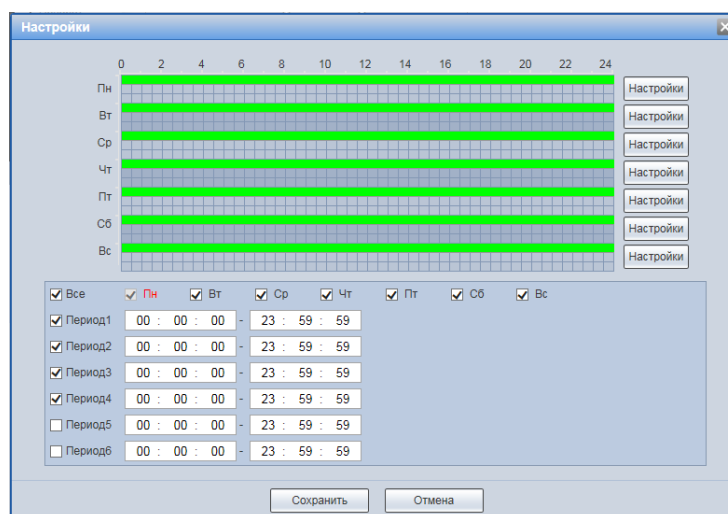 Настройки
0 2 4 6 8 10 12 14 16 18 20 22 24
Пн Настройки
Вт Настройки
Ср Настройки
Чт Настройки
Пт Настройки
Сб Настройки
Вс Настройки
Все Пн Вт Ср Чт Пт Сб Вс
Период1 00 : 00 : 00 - 23 : 59 : 59
Период2 00 : 00 : 00 - 23 : 59 : 59
Период3 00 : 00 : 00 - 23 : 59 : 59
Период4 00 : 00 : 00 - 23 : 59 : 59
Период5 00 : 00 : 00 - 23 : 59 : 59
Период6 00 : 00 : 00 - 23 : 59 : 59
Сохранить Отмена